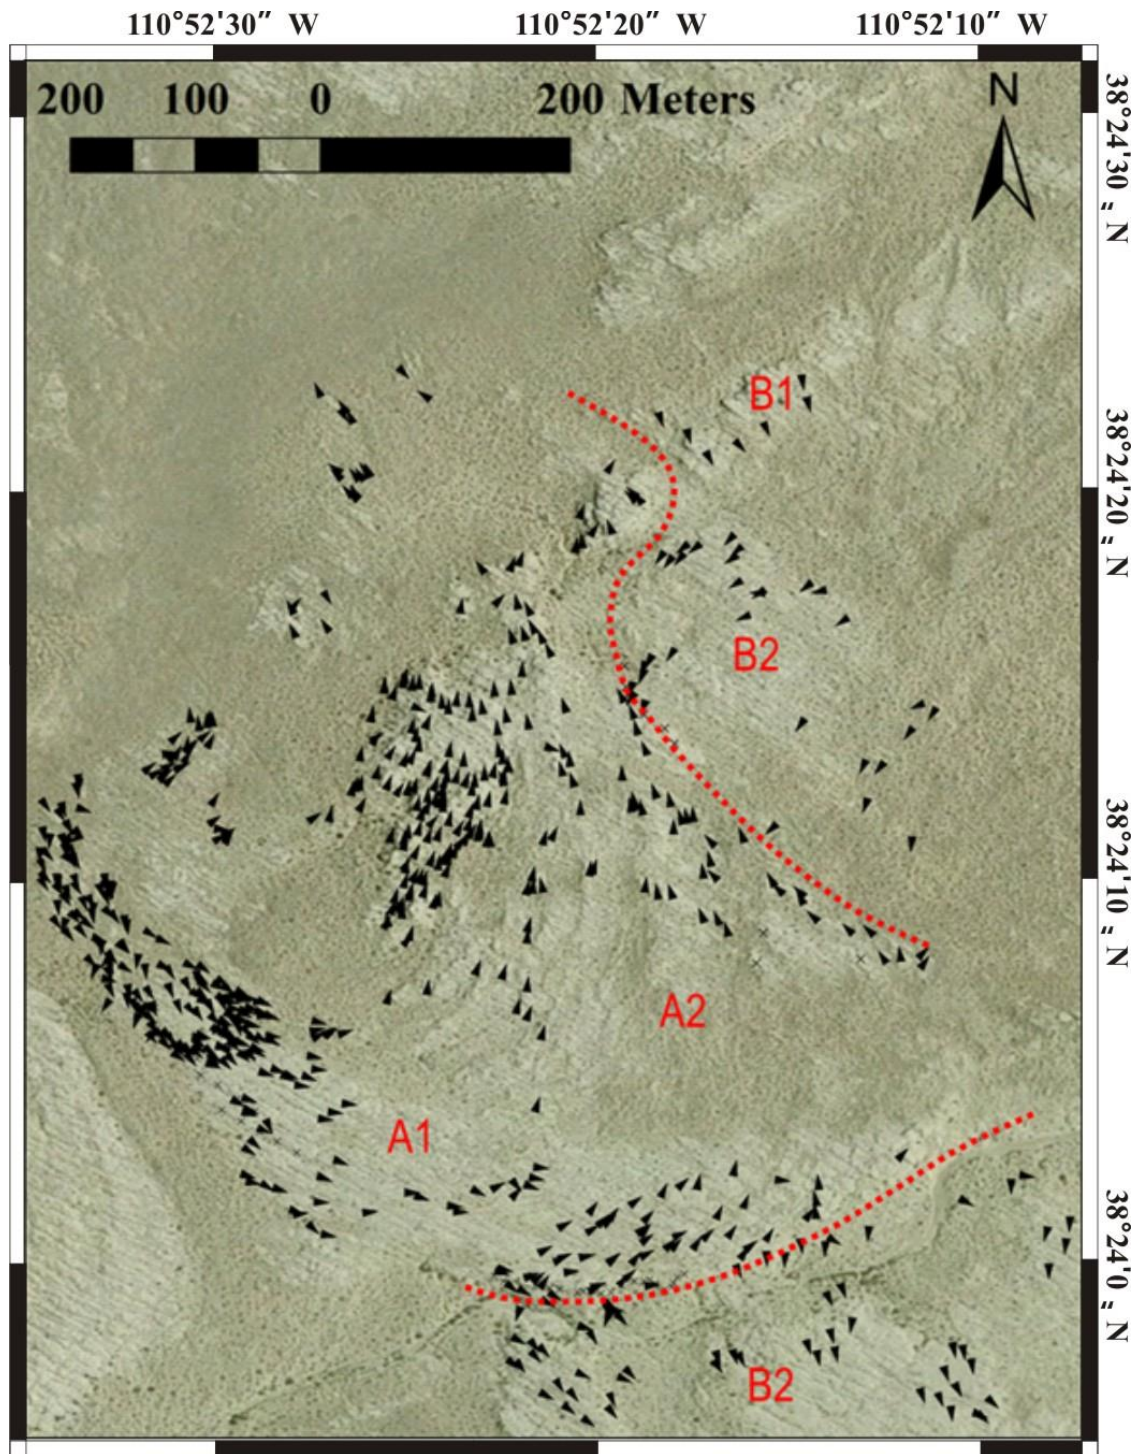 110°52'30" W 110°52'20" W 110°52'10" W
200 100 0 200 Meters
N
38°24'30" N
B1
38°24'20" N
B2
38°24'10" N
A2
A1
38°24'0" N
B2